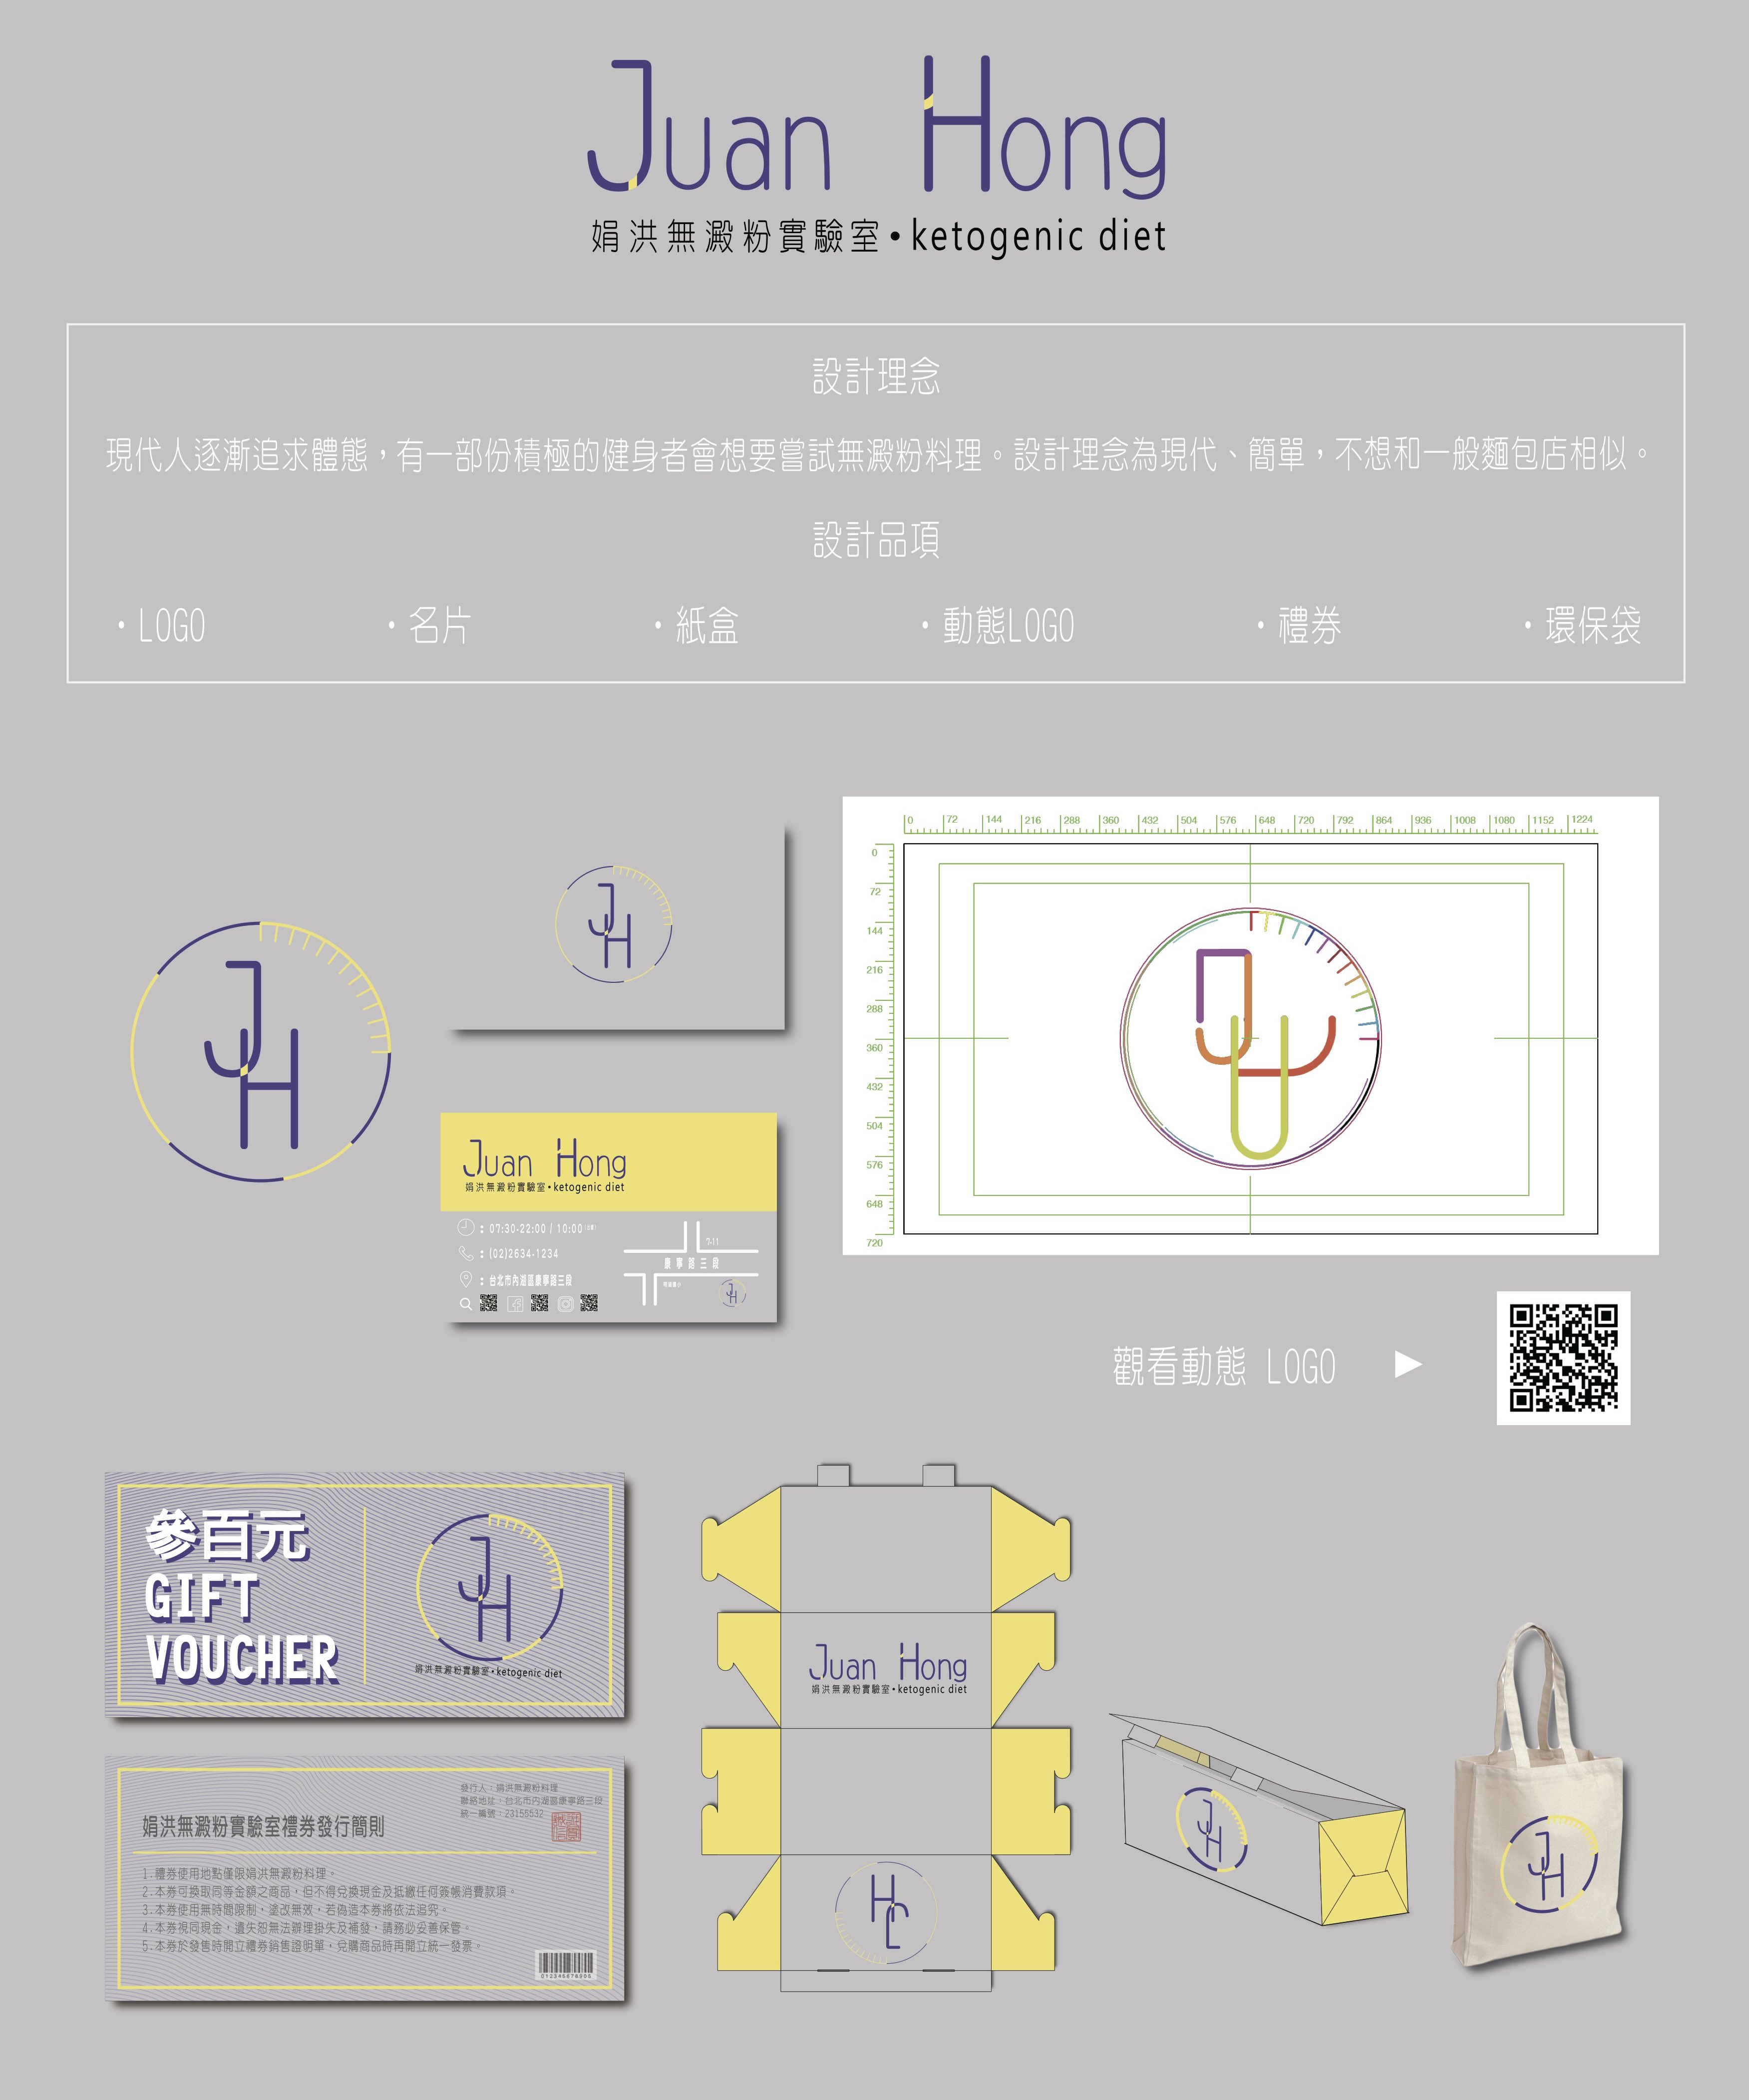 Juan Hong
娟洪無澱粉實驗室•ketogenic diet
設計理念
現代人逐漸追求體態，有一部份積極的健身者會想要嘗試無澱粉料理。設計理念為現代、簡單，不想和一般麵包店相似。
設計品項
・LOGO ・名片 ・紙盒 ・動態LOGO ・禮券 ・環保袋
JH
JH
0 72 144 216 288 360 432 504 576 648 720 792 864 936 1008 1080 1152 1224
0
72
144
216
288
360
432
504
576
648
720
Juan Hong
娟洪無澱粉實驗室•ketogenic diet
: 07:30-22:00 / 10:00
: (02)2634-1234
: 台北市內湖區康寧路三段
7-11
康寧路三段
JH
觀看動態 LOGO
參百元
GIFT
VOUCHER
JH
娟洪無澱粉實驗室•ketogenic diet
發行人：娟洪無澱粉料理
聯絡地址：台北市內湖區康寧路三段
統一編號：23155532
娟洪無澱粉實驗室禮券發行簡則
1.禮券使用地點僅限娟洪無澱粉料理。
2.本券可換取同等金額之商品，但不得兌換現金及抵繳任何簽帳消費款項。
3.本券使用無時間限制，塗改無效，若偽造本券將依法追究。
4.本券視同現金，遺失恕無法辦理掛失及補發，請務必妥善保管。
5.本券於發售時開立禮券銷售證明單，兌購商品時再開立統一發票。
Juan Hong
娟洪無澱粉實驗室•ketogenic diet
JH
JH
JH